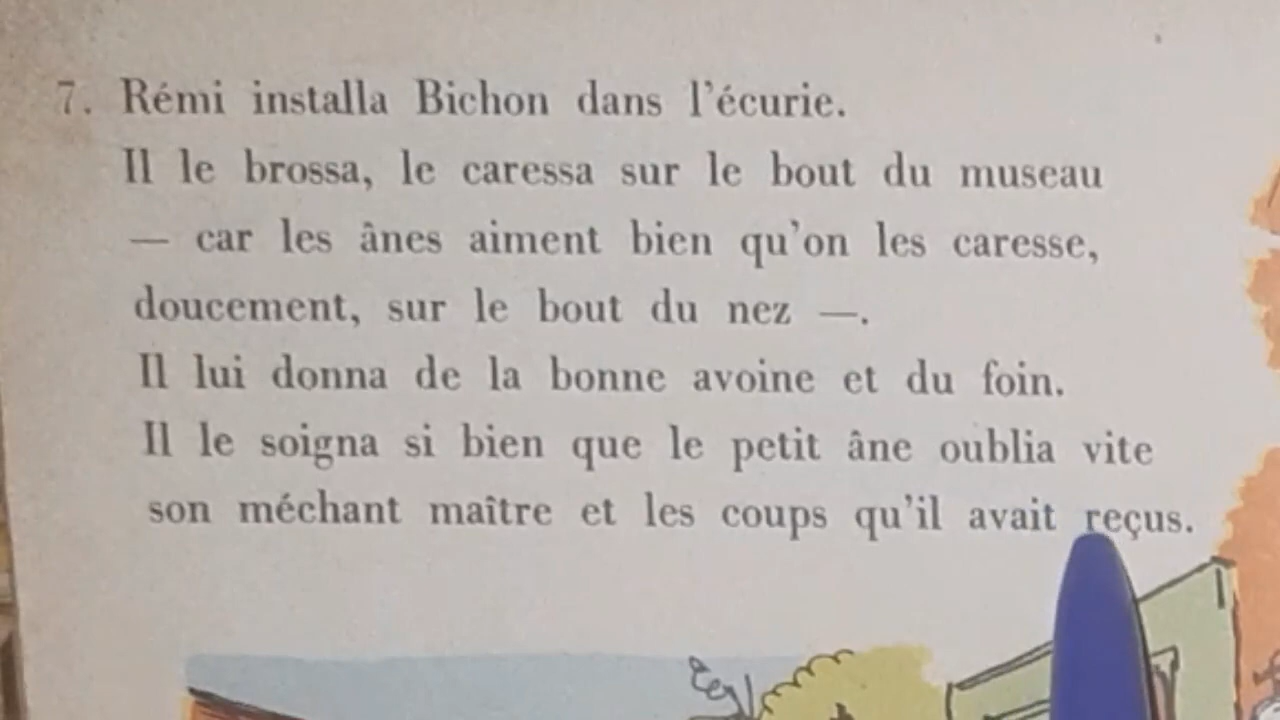 7. Rémi installa Bichon dans l'écurie.
Il le brossa, le caressa sur le bout du museau
— car les ânes aiment bien qu'on les caresse,
doucement, sur le bout du nez —.
Il lui donna de la bonne avoine et du foin.
Il le soigna si bien que le petit âne oublia vite
son méchant maître et les coups qu'il avait reçus.